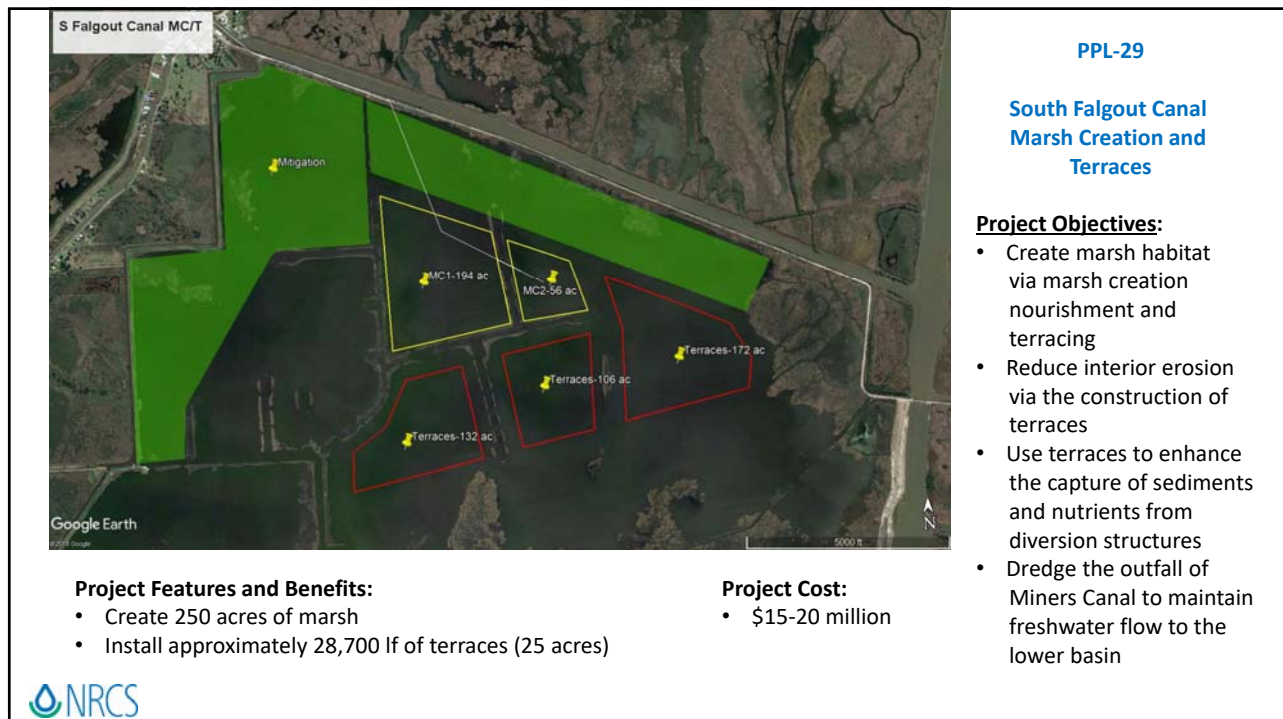 S Falgout Canal MC/T
Mitigation
MC1-194 ac
MC2-56 ac
Terraces-172 ac
Terraces-106 ac
Terraces-132 ac
Google Earth
5000 ft
N
PPL-29
South Falgout Canal
Marsh Creation and
Terraces
Project Objectives:
• Create marsh habitat
via marsh creation
nourishment and
terracing
• Reduce interior erosion
via the construction of
terraces
• Use terraces to enhance
the capture of sediments
and nutrients from
diversion structures
• Dredge the outfall of
Miners Canal to maintain
freshwater flow to the
lower basin
Project Features and Benefits:
• Create 250 acres of marsh
• Install approximately 28,700 lf of terraces (25 acres)
Project Cost:
• $15-20 million
NRCS